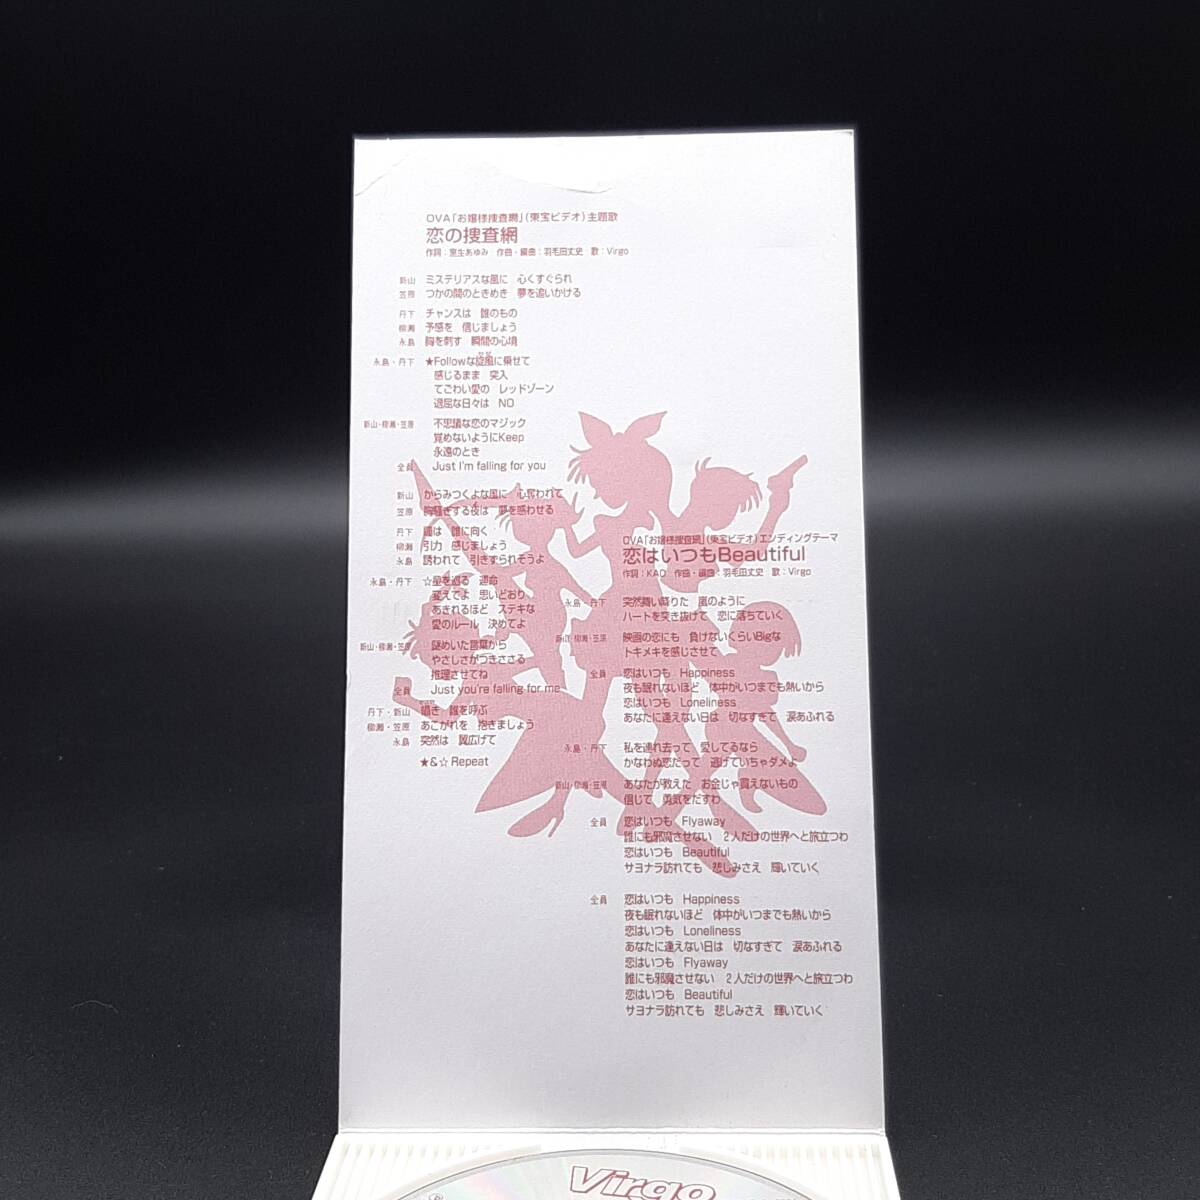 OVA「お嬢様捜査網」(東宝ビデオ)主題歌
恋の捜査網
作詞：室生あゆみ 作曲・編曲：羽毛田丈史 歌：Virgo
新山 ミステリアスな風に 心くすぐられ
笠原 つかの間のときめき 夢を追いかける
丹下 チャンスは 誰のもの
柳瀬 予感を 信じましょう
永島 胸を刺す 瞬間の心境
永島・丹下 ★Followな旋風に乗せて
感じるまま 突入
てごわい愛の レッドゾーン
退屈な日々は NO
新山・柳瀬・笠原 不思議な恋のマジック
覚めないようにKeep
永遠のとき
全員 Just I'm falling for you
新山 からみつくよな風に 心奪われて
笠原 胸騒ぎする夜は 夢を惑わせる
丹下 瞳は 誰に向く
柳瀬 引力 感じましょう
永島 誘われて 引きずられそうよ
永島・丹下 ☆星を巡る 運命
変えてよ 思いどおり
あきれるほど ステキな
愛のルール 決めてよ
新山・柳瀬・笠原 謎めいた言葉から
やさしさがつきささる
推理させてね
全員 Just you're falling for me
丹下・新山 囁き 誰を呼ぶ
柳瀬・笠原 あこがれを 抱きましょう
永島 突然は 翼広げて
★&☆ Repeat
OVA「お嬢様捜査網」(東宝ビデオ)エンディングテーマ
恋はいつもBeautiful
作詞：KAO 作曲・編曲：羽毛田丈史 歌：Virgo
永島・丹下 突然舞い降りた 嵐のように
ハートを突き抜けて 恋に落ちていく
新山・柳瀬・笠原 映画の恋にも 負けないくらいBigな
トキメキを感じさせて
全員 恋はいつも Happiness
夜も眠れないほど 体中がいつまでも熱いから
恋はいつも Loneliness
あなたに逢えない日は 切なすぎて 涙あふれる
永島・丹下 私を連れ去って 愛してるなら
かなわぬ恋だって 逃げていちゃダメよ
新山・柳瀬・笠原 あなたが教えた お金じゃ買えないもの
信じて 勇気をだすわ
全員 恋はいつも Flyaway
誰にも邪魔させない 2人だけの世界へと旅立つわ
恋はいつも Beautiful
サヨナラ訪れても 悲しみさえ 輝いていく
全員 恋はいつも Happiness
夜も眠れないほど 体中がいつまでも熱いから
恋はいつも Loneliness
あなたに逢えない日は 切なすぎて 涙あふれる
恋はいつも Flyaway
誰にも邪魔させない 2人だけの世界へと旅立つわ
恋はいつも Beautiful
サヨナラ訪れても 悲しみさえ 輝いていく
Virgo